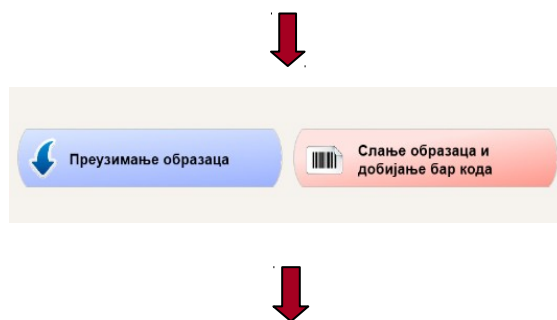 Преузимање образаца
Слање образаца и
добијање бар кода